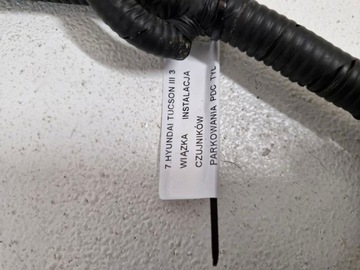 7 HYUNDAI TUCSON III 3
WIĄZKA INSTALACJA
CZUJNIKÓW
PARKOWANIA PDC TYŁ